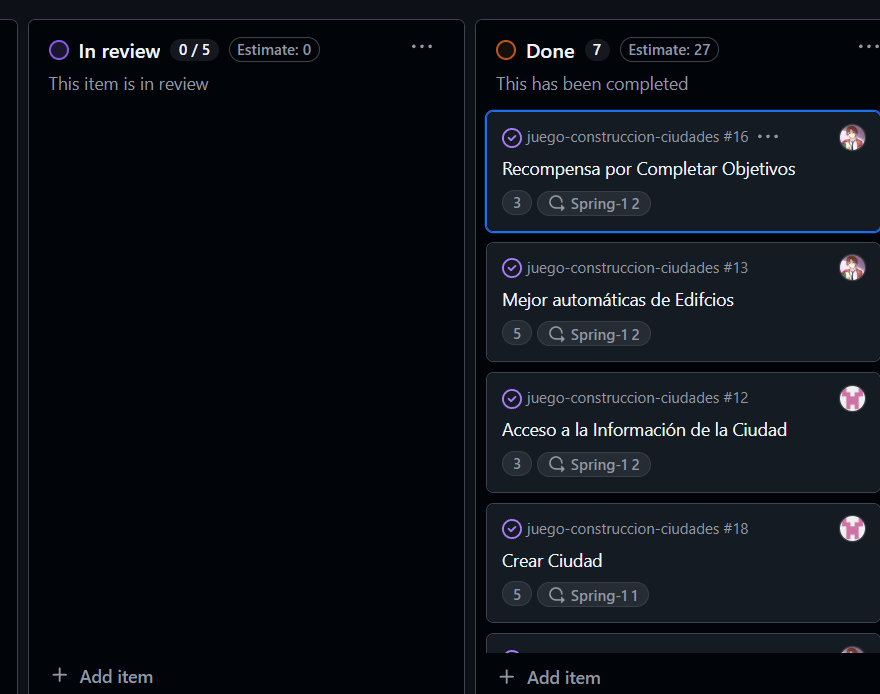 In review 0 / 5 Estimate: 0
This item is in review
Add item
Done 7 Estimate: 27
This has been completed
juego-construccion-ciudades #16
Recompensa por Completar Objetivos
3 Spring-1 2
juego-construccion-ciudades #13
Mejor automáticas de Edifcios
5 Spring-1 2
juego-construccion-ciudades #12
Acceso a la Información de la Ciudad
3 Spring-1 2
juego-construccion-ciudades #18
Crear Ciudad
5 Spring-1 1
Add item